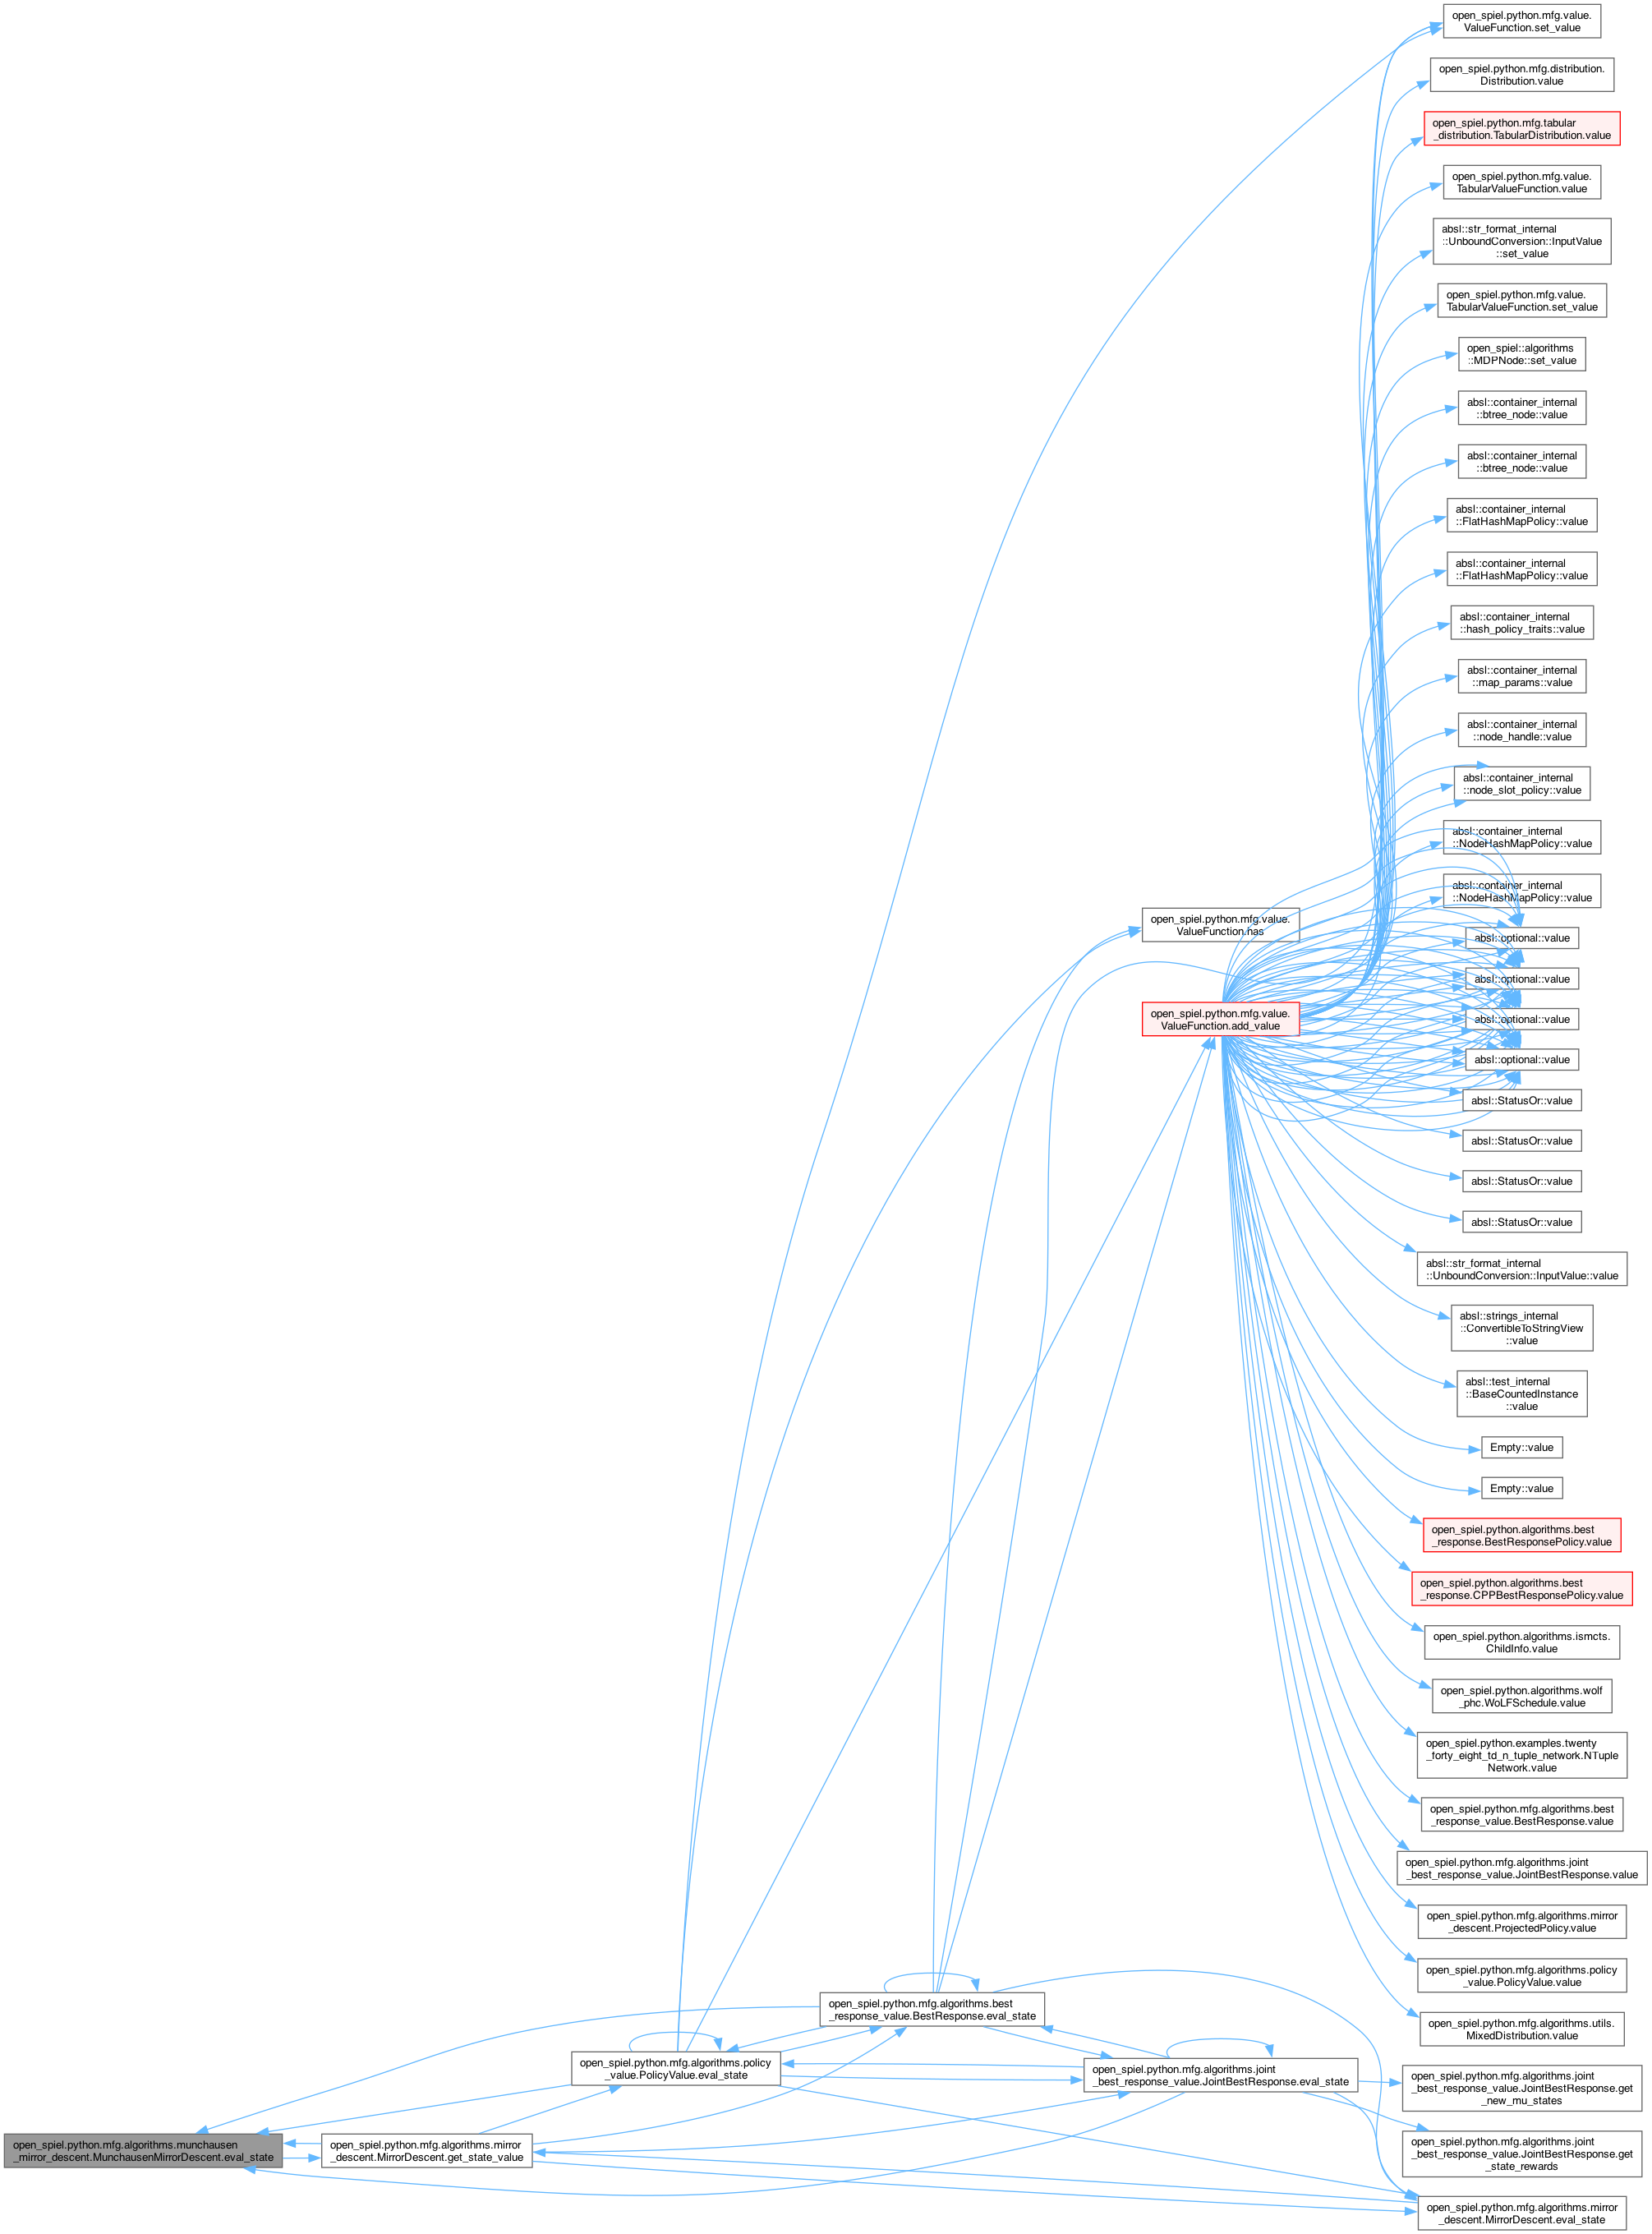 open_spiel.python.mfg.value.
ValueFunction.set_value
open_spiel.python.mfg.distribution.
Distribution.value
open_spiel.python.mfg.tabular
_distribution.TabularDistribution.value
open_spiel.python.mfg.value.
TabularValueFunction.value
absl::str_format_internal
::UnboundConversion::InputValue
::set_value
open_spiel.python.mfg.value.
TabularValueFunction.set_value
open_spiel::algorithms
::MDPNode::set_value
absl::container_internal
::btree_node::value
absl::container_internal
::btree_node::value
absl::container_internal
::FlatHashMapPolicy::value
absl::container_internal
::FlatHashMapPolicy::value
absl::container_internal
::hash_policy_traits::value
absl::container_internal
::map_params::value
absl::container_internal
::node_handle::value
absl::container_internal
::node_slot_policy::value
absl::container_internal
::NodeHashMapPolicy::value
absl::container_internal
::NodeHashMapPolicy::value
open_spiel.python.mfg.value.
ValueFunction.has
absl::optional::value
absl::optional::value
open_spiel.python.mfg.value.
ValueFunction.add_value
absl::optional::value
absl::optional::value
absl::StatusOr::value
absl::StatusOr::value
absl::StatusOr::value
absl::StatusOr::value
absl::str_format_internal
::UnboundConversion::InputValue::value
absl::strings_internal
::ConvertibleToStringView
::value
absl::test_internal
::BaseCountedInstance
::value
Empty::value
Empty::value
open_spiel.python.algorithms.best
_response.BestResponsePolicy.value
open_spiel.python.algorithms.best
_response.CPPBestResponsePolicy.value
open_spiel.python.algorithms.ismcts.
ChildInfo.value
open_spiel.python.algorithms.wolf
_phc.WoLFSchedule.value
open_spiel.python.examples.twenty
_forty_eight_td_n_tuple_network.NTuple
Network.value
open_spiel.python.mfg.algorithms.best
_response_value.BestResponse.value
open_spiel.python.mfg.algorithms.joint
_best_response_value.JointBestResponse.value
open_spiel.python.mfg.algorithms.mirror
_descent.ProjectedPolicy.value
open_spiel.python.mfg.algorithms.policy
_value.PolicyValue.value
open_spiel.python.mfg.algorithms.best
_response_value.BestResponse.eval_state
open_spiel.python.mfg.algorithms.utils.
MixedDistribution.value
open_spiel.python.mfg.algorithms.policy
_value.PolicyValue.eval_state
open_spiel.python.mfg.algorithms.joint
_best_response_value.JointBestResponse.eval_state
open_spiel.python.mfg.algorithms.joint
_best_response_value.JointBestResponse.get
_new_mu_states
open_spiel.python.mfg.algorithms.munchausen
_mirror_descent.MunchausenMirrorDescent.eval_state
open_spiel.python.mfg.algorithms.mirror
_descent.MirrorDescent.get_state_value
open_spiel.python.mfg.algorithms.joint
_best_response_value.JointBestResponse.get
_state_rewards
open_spiel.python.mfg.algorithms.mirror
_descent.MirrorDescent.eval_state